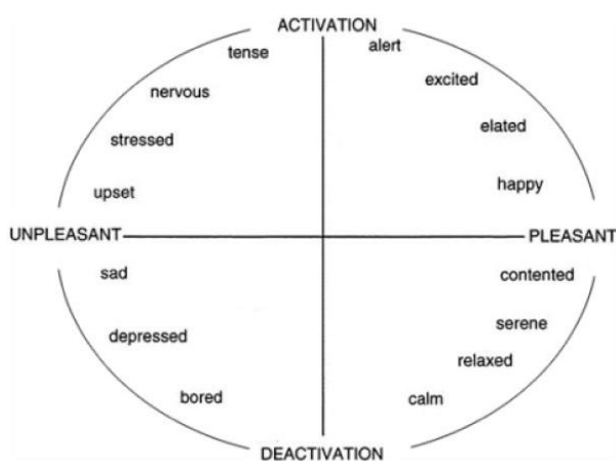 ACTIVATION
tense alert
nervous excited
stressed elated
upset happy
UNPLEASANT PLEASANT
sad contented
depressed serene
relaxed
bored calm
DEACTIVATION